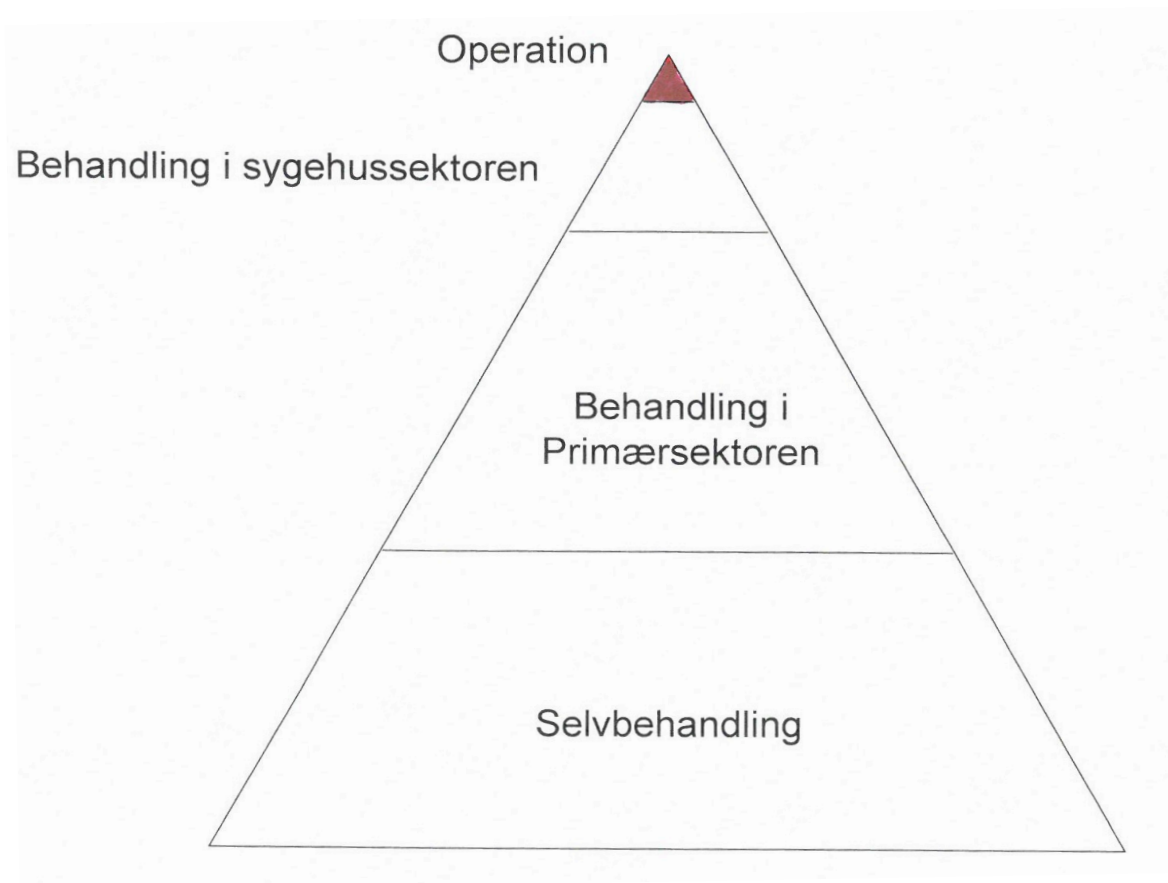 Operation
Behandling i sygehussektoren
Behandling i
Primærsektoren
Selvbehandling